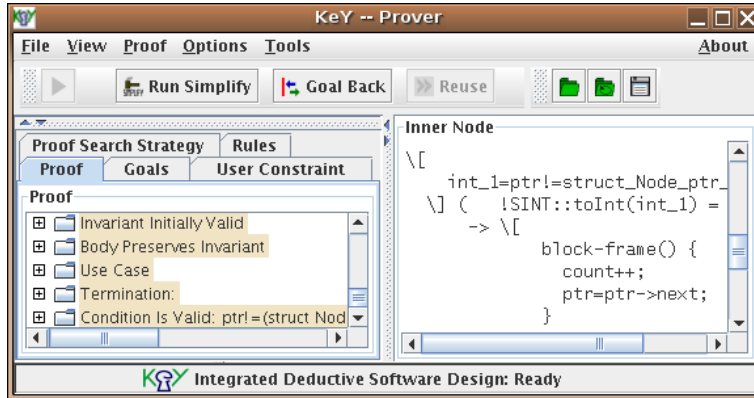 KeY -- Prover
File View Proof Options Tools About
Run Simplify Goal Back Reuse
Proof Search Strategy Rules
Proof Goals User Constraint
Proof
Invariant Initially Valid
Body Preserves Invariant
Use Case
Termination:
Condition Is Valid: ptr!=(struct Nod
Inner Node
\[
int_1=ptr!=struct_Node_ptr_
\] ( !SINT::toInt(int_1) =
-> \[
block-frame() {
count++;
ptr=ptr->next;
}
KeY Integrated Deductive Software Design: Ready